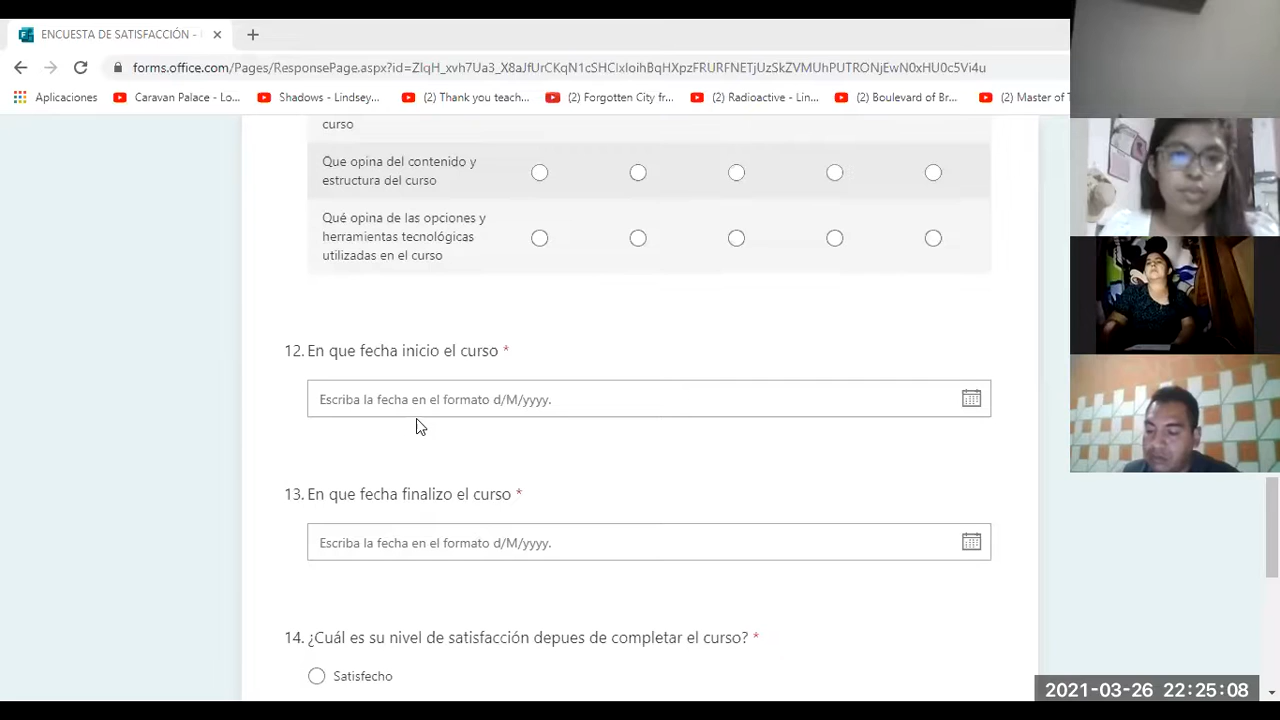 ENCUESTA DE SATISFACCIÓN -
forms.office.com/Pages/ResponsePage.aspx?id=ZIqH_xvh7Ua3_X8aJfUrCKqN1cSHClxIoihBqHXpzFRURFNETjUzSkZVMUhPUTRONjEwN0xHU0c5Vi4u
Aplicaciones
Caravan Palace - Lo...
Shadows - Lindsey...
(2) Thank you teach...
(2) Forgotten City fr...
(2) Radioactive - Lin...
(2) Boulevard of Br...
(2) Master of T
curso
Que opina del contenido y
estructura del curso
Qué opina de las opciones y
herramientas tecnológicas
utilizadas en el curso
12. En que fecha inicio el curso *
Escriba la fecha en el formato d/M/yyyy.
13. En que fecha finalizo el curso *
Escriba la fecha en el formato d/M/yyyy.
14. ¿Cuál es su nivel de satisfacción depues de completar el curso? *
Satisfecho
2021-03-26 22:25:08